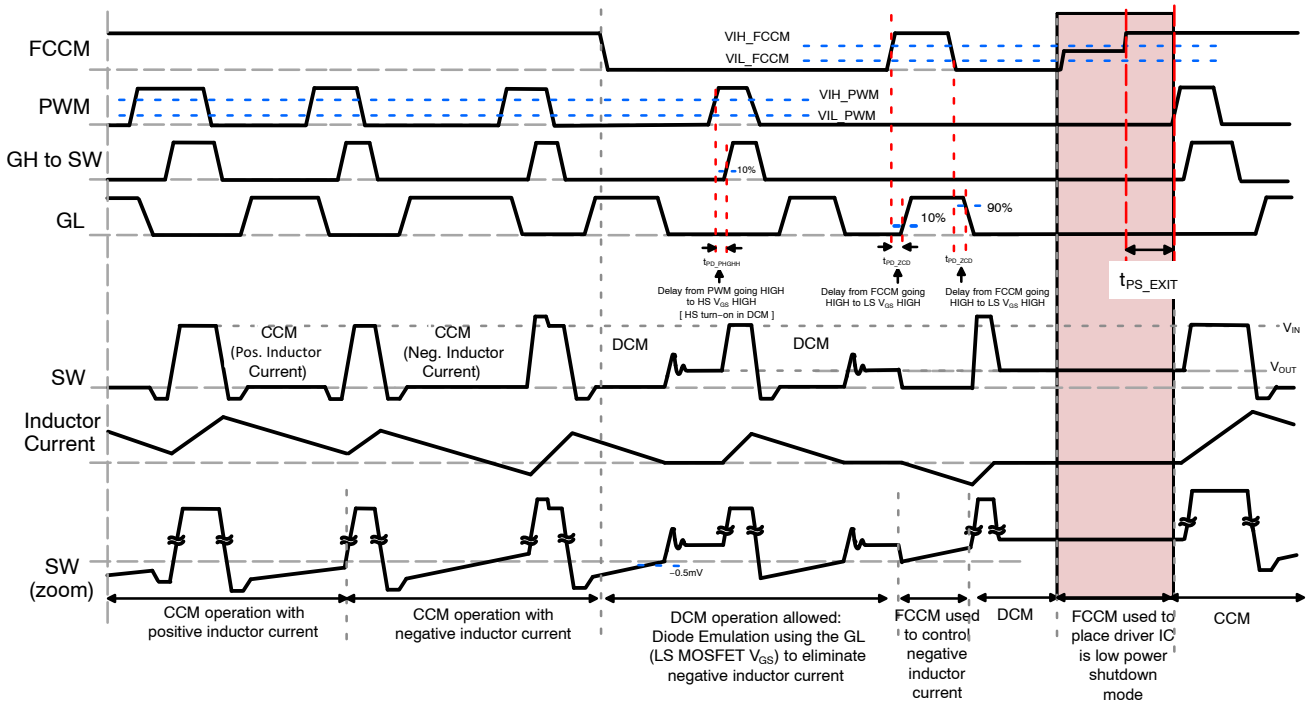 FCCM
VIH_FCCM
VIL_FCCM
PWM
VIH_PWM
VIL_PWM
GH to SW
10%
GL
10%
90%
tPD_PHGHH
tPD_ZCD
tPD_ZCD
tPS_EXIT
Delay from PWM going HIGH
to HS VGS HIGH
[ HS turn−on in DCM ]
Delay from FCCM going
HIGH to LS VGS HIGH
Delay from FCCM going
HIGH to LS VGS HIGH
CCM
(Pos. Inductor
Current)
CCM
(Neg. Inductor
Current)
DCM
DCM
VIN
VOUT
SW
Inductor
Current
SW
(zoom)
−0.5mV
CCM operation with
positive inductor current
CCM operation with
negative inductor current
DCM operation allowed:
Diode Emulation using the GL
(LS MOSFET VGS) to eliminate
negative inductor current
FCCM used
to control
negative
inductor
current
DCM
FCCM used to
place driver IC
is low power
shutdown
mode
CCM